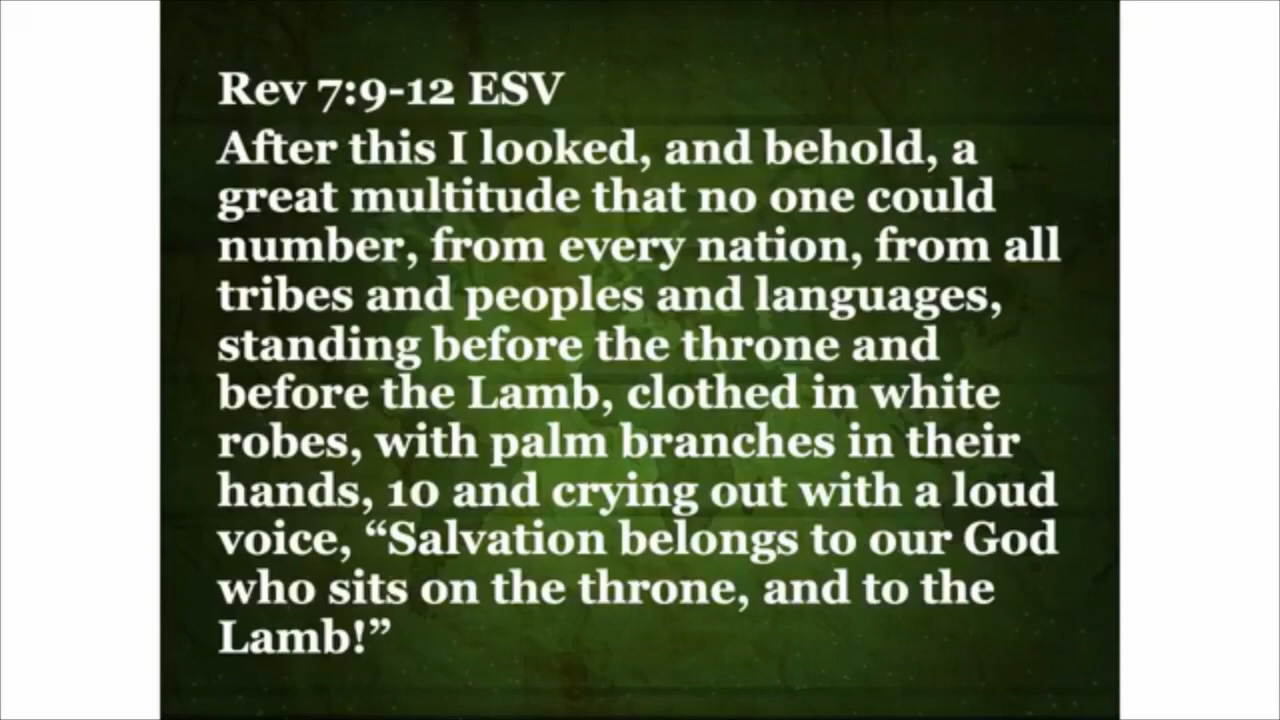 Rev 7:9-12 ESV
After this I looked, and behold, a
great multitude that no one could
number, from every nation, from all
tribes and peoples and languages,
standing before the throne and
before the Lamb, clothed in white
robes, with palm branches in their
hands, 10 and crying out with a loud
voice, “Salvation belongs to our God
who sits on the throne, and to the
Lamb!”